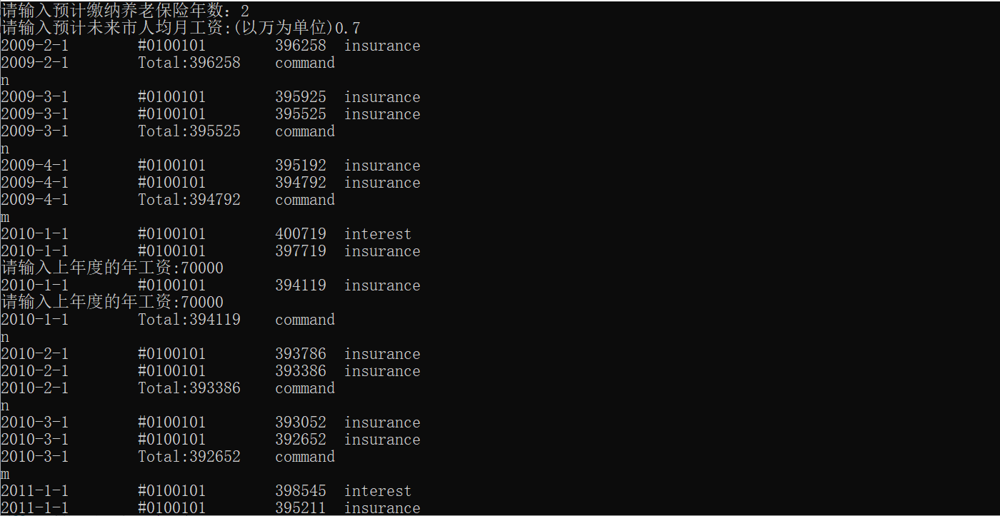 请输入预计缴纳养老保险年数：2
请输入预计未来市人均月工资:(以万为单位)0.7
2009-2-1 #0100101 396258 insurance
2009-2-1 Total:396258 command
n
2009-3-1 #0100101 395925 insurance
2009-3-1 #0100101 395525 insurance
2009-3-1 Total:395525 command
n
2009-4-1 #0100101 395192 insurance
2009-4-1 #0100101 394792 insurance
2009-4-1 Total:394792 command
m
2010-1-1 #0100101 400719 interest
2010-1-1 #0100101 397719 insurance
请输入上年度的年工资:70000
2010-1-1 #0100101 394119 insurance
请输入上年度的年工资:70000
2010-1-1 Total:394119 command
n
2010-2-1 #0100101 393786 insurance
2010-2-1 #0100101 393386 insurance
2010-2-1 Total:393386 command
n
2010-3-1 #0100101 393052 insurance
2010-3-1 #0100101 392652 insurance
2010-3-1 Total:392652 command
m
2011-1-1 #0100101 398545 interest
2011-1-1 #0100101 395211 insurance